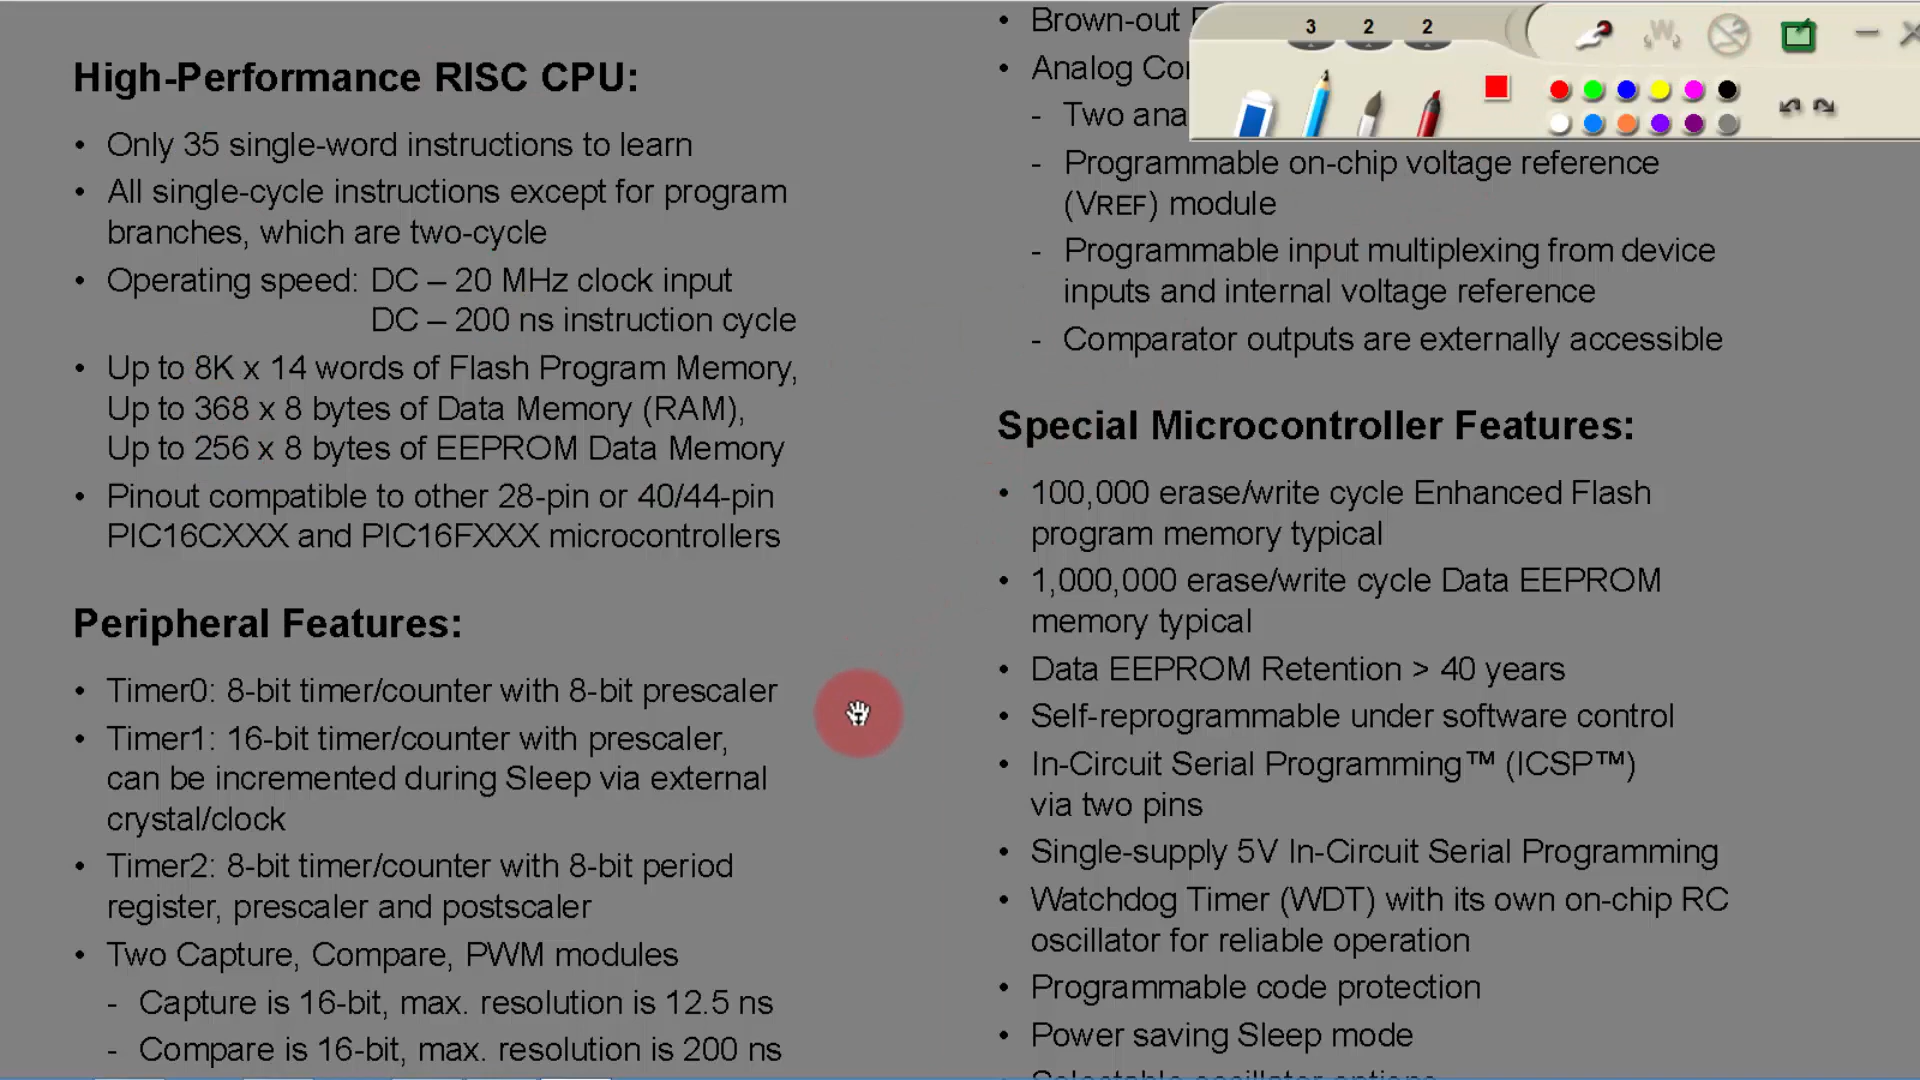 High-Performance RISC CPU:
• Only 35 single-word instructions to learn
• All single-cycle instructions except for program
branches, which are two-cycle
• Operating speed: DC – 20 MHz clock input
DC – 200 ns instruction cycle
• Up to 8K x 14 words of Flash Program Memory,
Up to 368 x 8 bytes of Data Memory (RAM),
Up to 256 x 8 bytes of EEPROM Data Memory
• Pinout compatible to other 28-pin or 40/44-pin
PIC16CXXX and PIC16FXXX microcontrollers
Peripheral Features:
• Timer0: 8-bit timer/counter with 8-bit prescaler
• Timer1: 16-bit timer/counter with prescaler,
can be incremented during Sleep via external
crystal/clock
• Timer2: 8-bit timer/counter with 8-bit period
register, prescaler and postscaler
• Two Capture, Compare, PWM modules
- Capture is 16-bit, max. resolution is 12.5 ns
- Compare is 16-bit, max. resolution is 200 ns
• Brown-out
• Analog
- Two
- Programmable on-chip voltage reference
(VREF) module
- Programmable input multiplexing from device
inputs and internal voltage reference
- Comparator outputs are externally accessible
Special Microcontroller Features:
• 100,000 erase/write cycle Enhanced Flash
program memory typical
• 1,000,000 erase/write cycle Data EEPROM
memory typical
• Data EEPROM Retention > 40 years
• Self-reprogrammable under software control
• In-Circuit Serial Programming™ (ICSP™)
via two pins
• Single-supply 5V In-Circuit Serial Programming
• Watchdog Timer (WDT) with its own on-chip RC
oscillator for reliable operation
• Programmable code protection
• Power saving Sleep mode
3 2 2